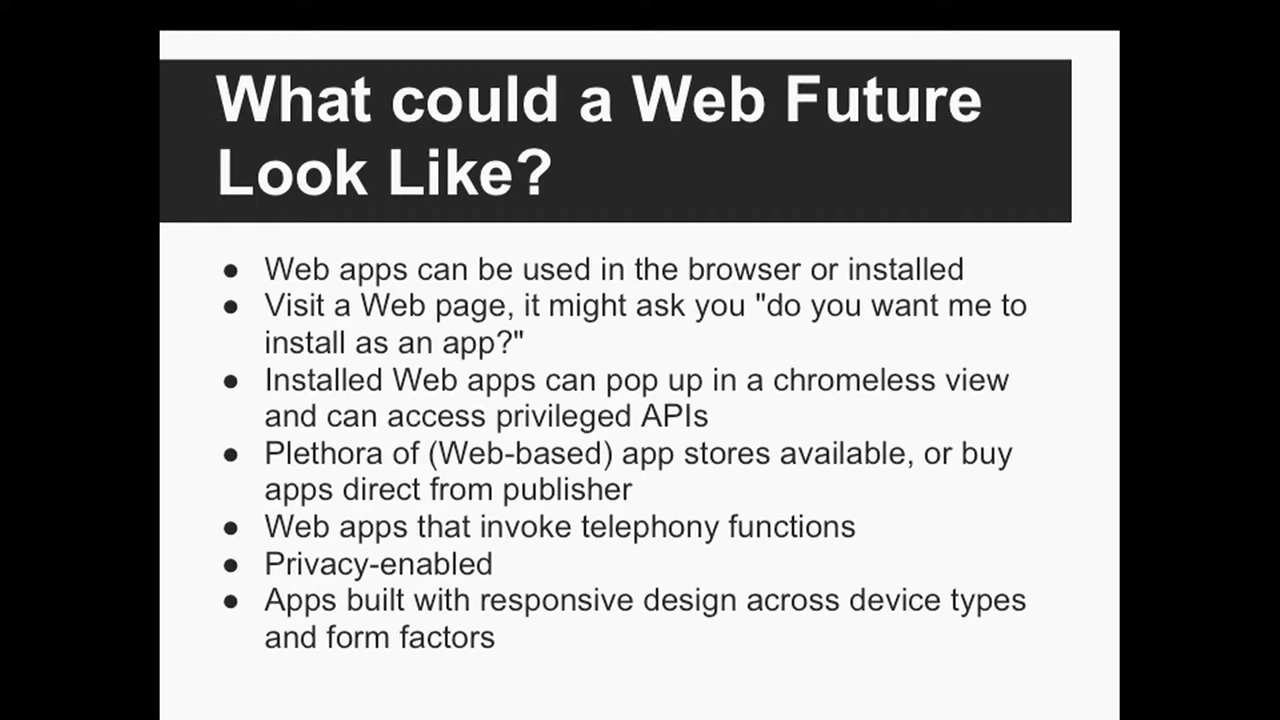 What could a Web Future
Look Like?
● Web apps can be used in the browser or installed
● Visit a Web page, it might ask you "do you want me to
install as an app?"
● Installed Web apps can pop up in a chromeless view
and can access privileged APIs
● Plethora of (Web-based) app stores available, or buy
apps direct from publisher
● Web apps that invoke telephony functions
● Privacy-enabled
● Apps built with responsive design across device types
and form factors